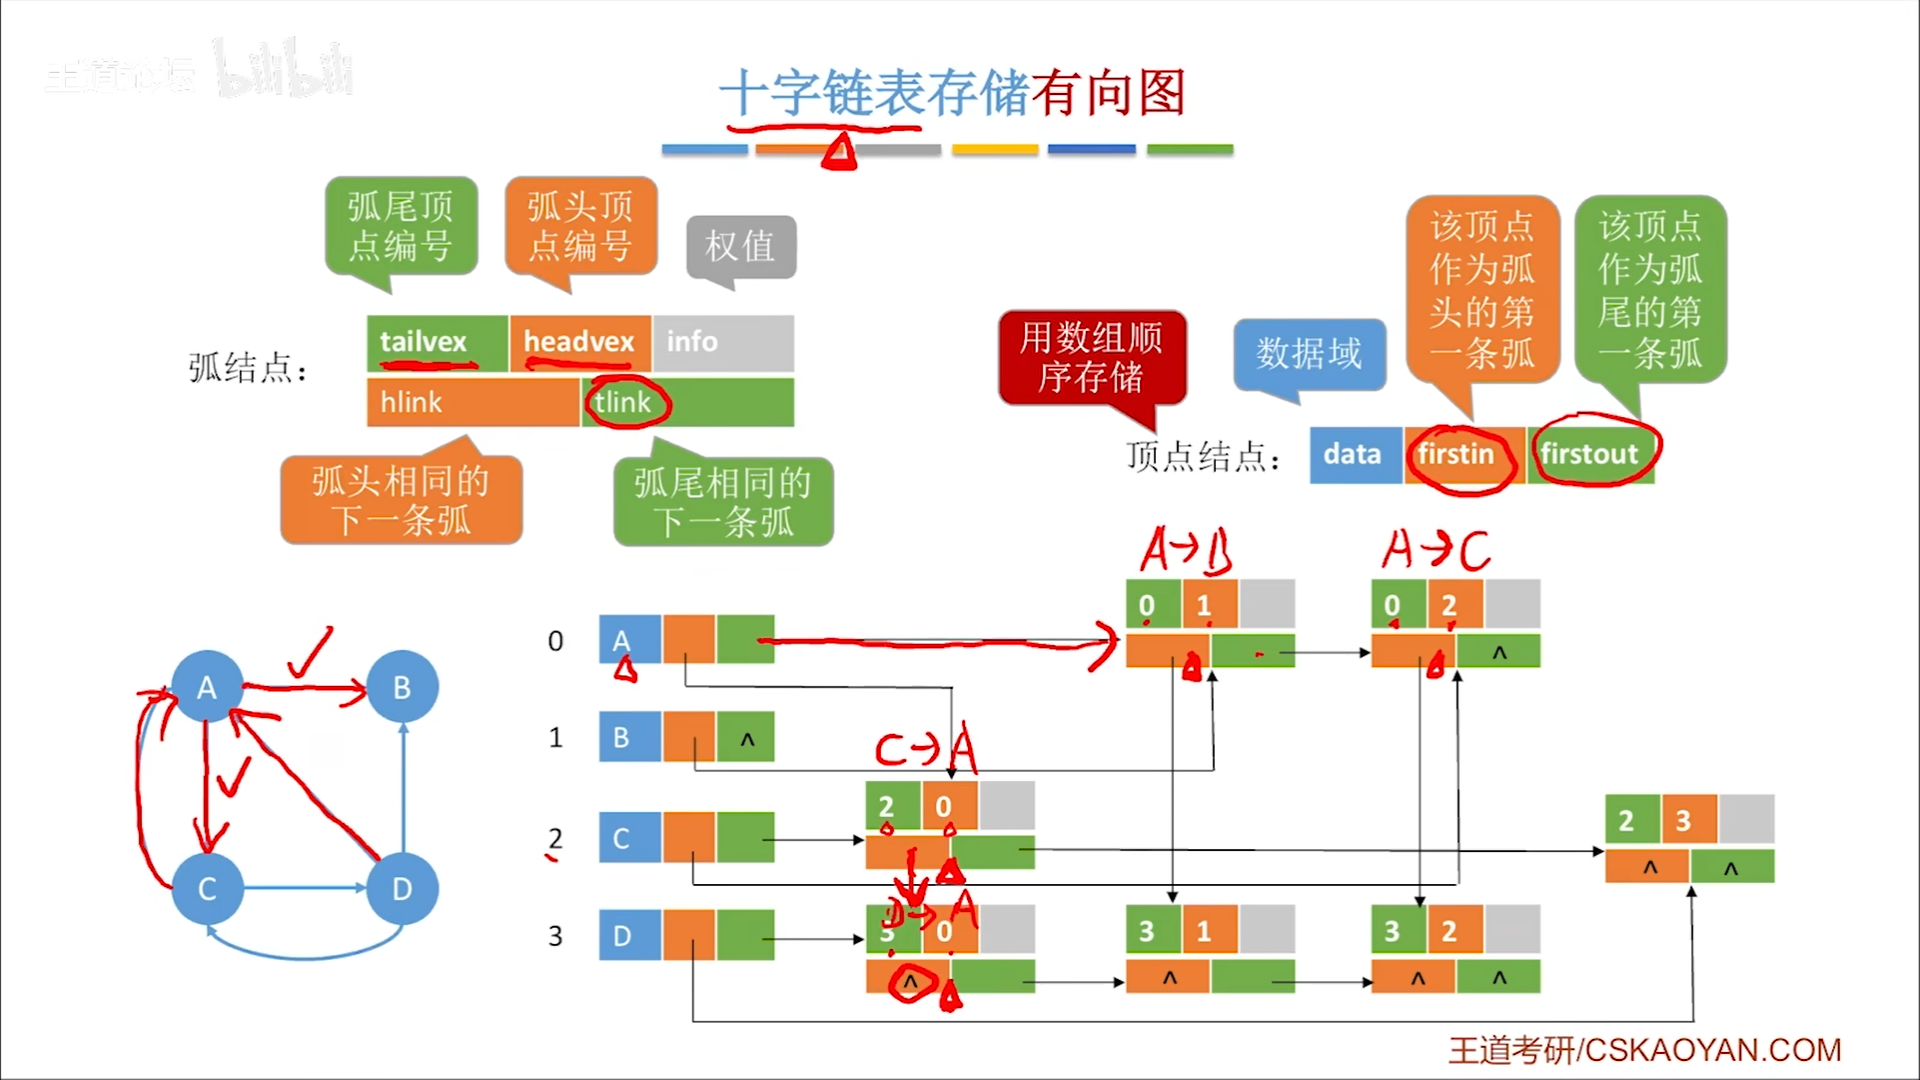 王道论坛 bilibili
十字链表存储有向图
弧尾顶
点编号
弧头顶
点编号
权值
弧结点：
tailvex headvex info
hlink tlink
弧头相同的
下一条弧
弧尾相同的
下一条弧
用数组顺
序存储
数据域
该顶点
作为弧
头的第
一条弧
该顶点
作为弧
尾的第
一条弧
顶点结点：
data firstin firstout
A→B
A→C
A B
C D
0 A
0 1
0 2
^
1 B ^
C→A
2 C
2 0
2 3
^ ^
D→A
3 D
3 0
^
3 1
^
3 2
^ ^
王道考研/CSKAOYAN.COM